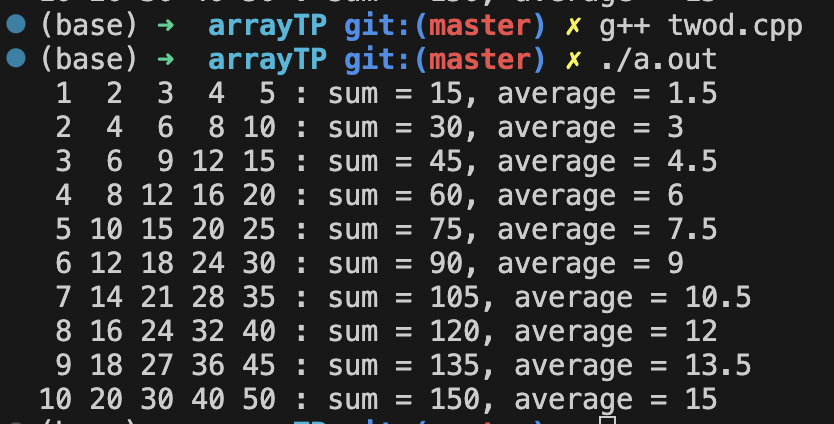 (base) → arrayTP git:(master) ✗ g++ twod.cpp
(base) → arrayTP git:(master) ✗ ./a.out
 1  2  3  4  5 : sum = 15, average = 1.5
 2  4  6  8 10 : sum = 30, average = 3
 3  6  9 12 15 : sum = 45, average = 4.5
 4  8 12 16 20 : sum = 60, average = 6
 5 10 15 20 25 : sum = 75, average = 7.5
 6 12 18 24 30 : sum = 90, average = 9
 7 14 21 28 35 : sum = 105, average = 10.5
 8 16 24 32 40 : sum = 120, average = 12
 9 18 27 36 45 : sum = 135, average = 13.5
10 20 30 40 50 : sum = 150, average = 15